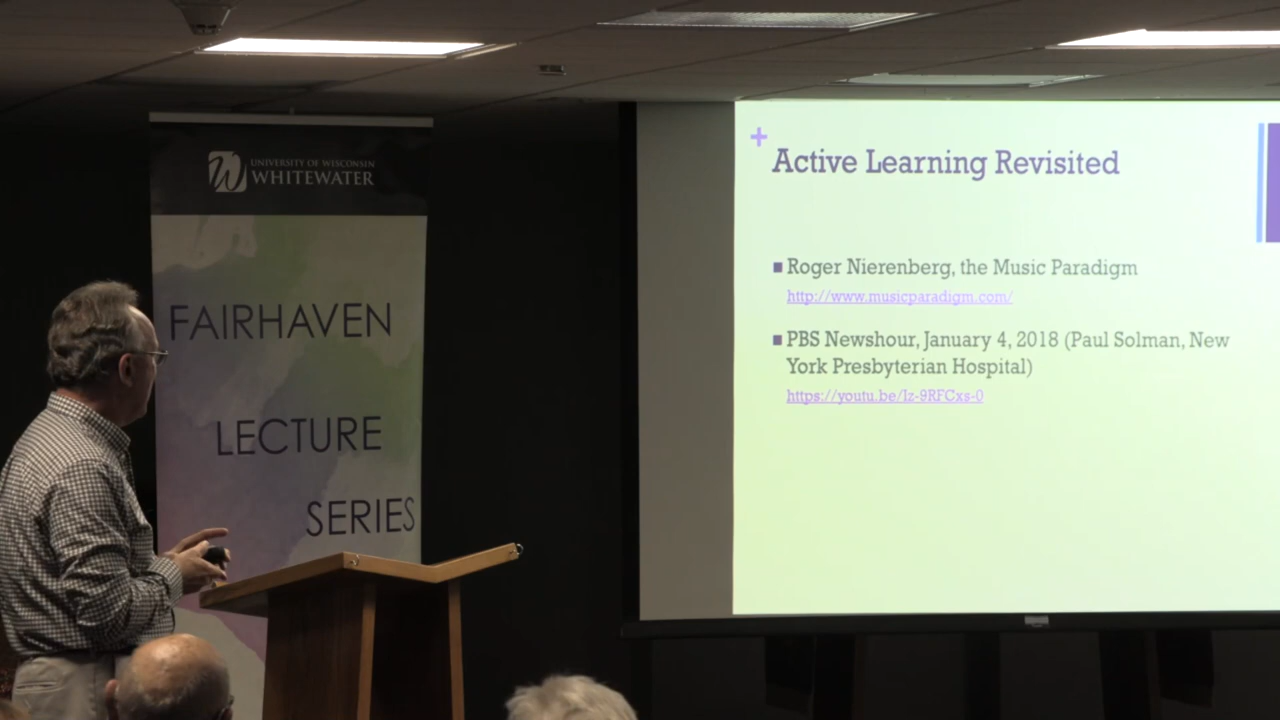 UNIVERSITY OF WISCONSIN
WHITEWATER
FAIRHAVEN
LECTURE
SERIES
+
Active Learning Revisited
Roger Nierenberg, the Music Paradigm
http://www.musicparadigm.com/
PBS Newshour, January 4, 2018 (Paul Solman, New
York Presbyterian Hospital)
https://youtu.be/Iz-9RFCxs-0